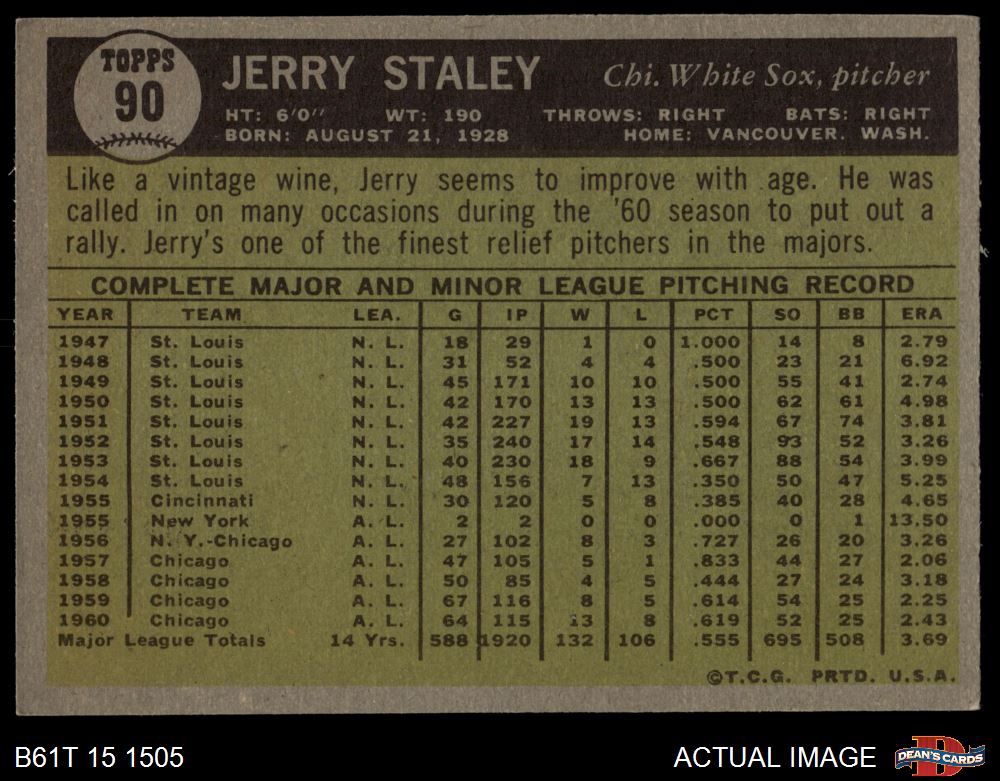 TOPPS
90
JERRY STALEY Chi. White Sox, pitcher
HT: 6'0" WT: 190 THROWS: RIGHT BATS: RIGHT
BORN: AUGUST 21, 1928 HOME: VANCOUVER. WASH.
Like a vintage wine, Jerry seems to improve with age. He was
called in on many occasions during the '60 season to put out a
rally. Jerry's one of the finest relief pitchers in the majors.
COMPLETE MAJOR AND MINOR LEAGUE PITCHING RECORD
YEAR TEAM LEA. G IP W L PCT SO BB ERA
1947 St. Louis N. L. 18 29 1 0 1.000 14 8 2.79
1948 St. Louis N. L. 31 52 4 4 .500 23 21 6.92
1949 St. Louis N. L. 45 171 10 10 .500 55 41 2.74
1950 St. Louis N. L. 42 170 13 13 .500 62 61 4.98
1951 St. Louis N. L. 42 227 19 13 .594 67 74 3.81
1952 St. Louis N. L. 35 240 17 14 .548 93 52 3.26
1953 St. Louis N. L. 40 230 18 9 .667 88 54 3.99
1954 St. Louis N. L. 48 156 7 13 .350 50 47 5.25
1955 Cincinnati N. L. 30 120 5 8 .385 40 28 4.65
1955 New York A. L. 2 2 0 0 .000 0 1 13.50
1956 N. Y.-Chicago A. L. 27 102 8 3 .727 26 20 3.26
1957 Chicago A. L. 47 105 5 1 .833 44 27 2.06
1958 Chicago A. L. 50 85 4 5 .444 27 24 3.18
1959 Chicago A. L. 67 116 8 5 .614 54 25 2.25
1960 Chicago A. L. 64 115 13 8 .619 52 25 2.43
Major League Totals 14 Yrs. 588 1920 132 106 .555 695 508 3.69
©T.C.G. PRTD. U.S.A.
B61T 15 1505 ACTUAL IMAGE DEAN'S CARDS